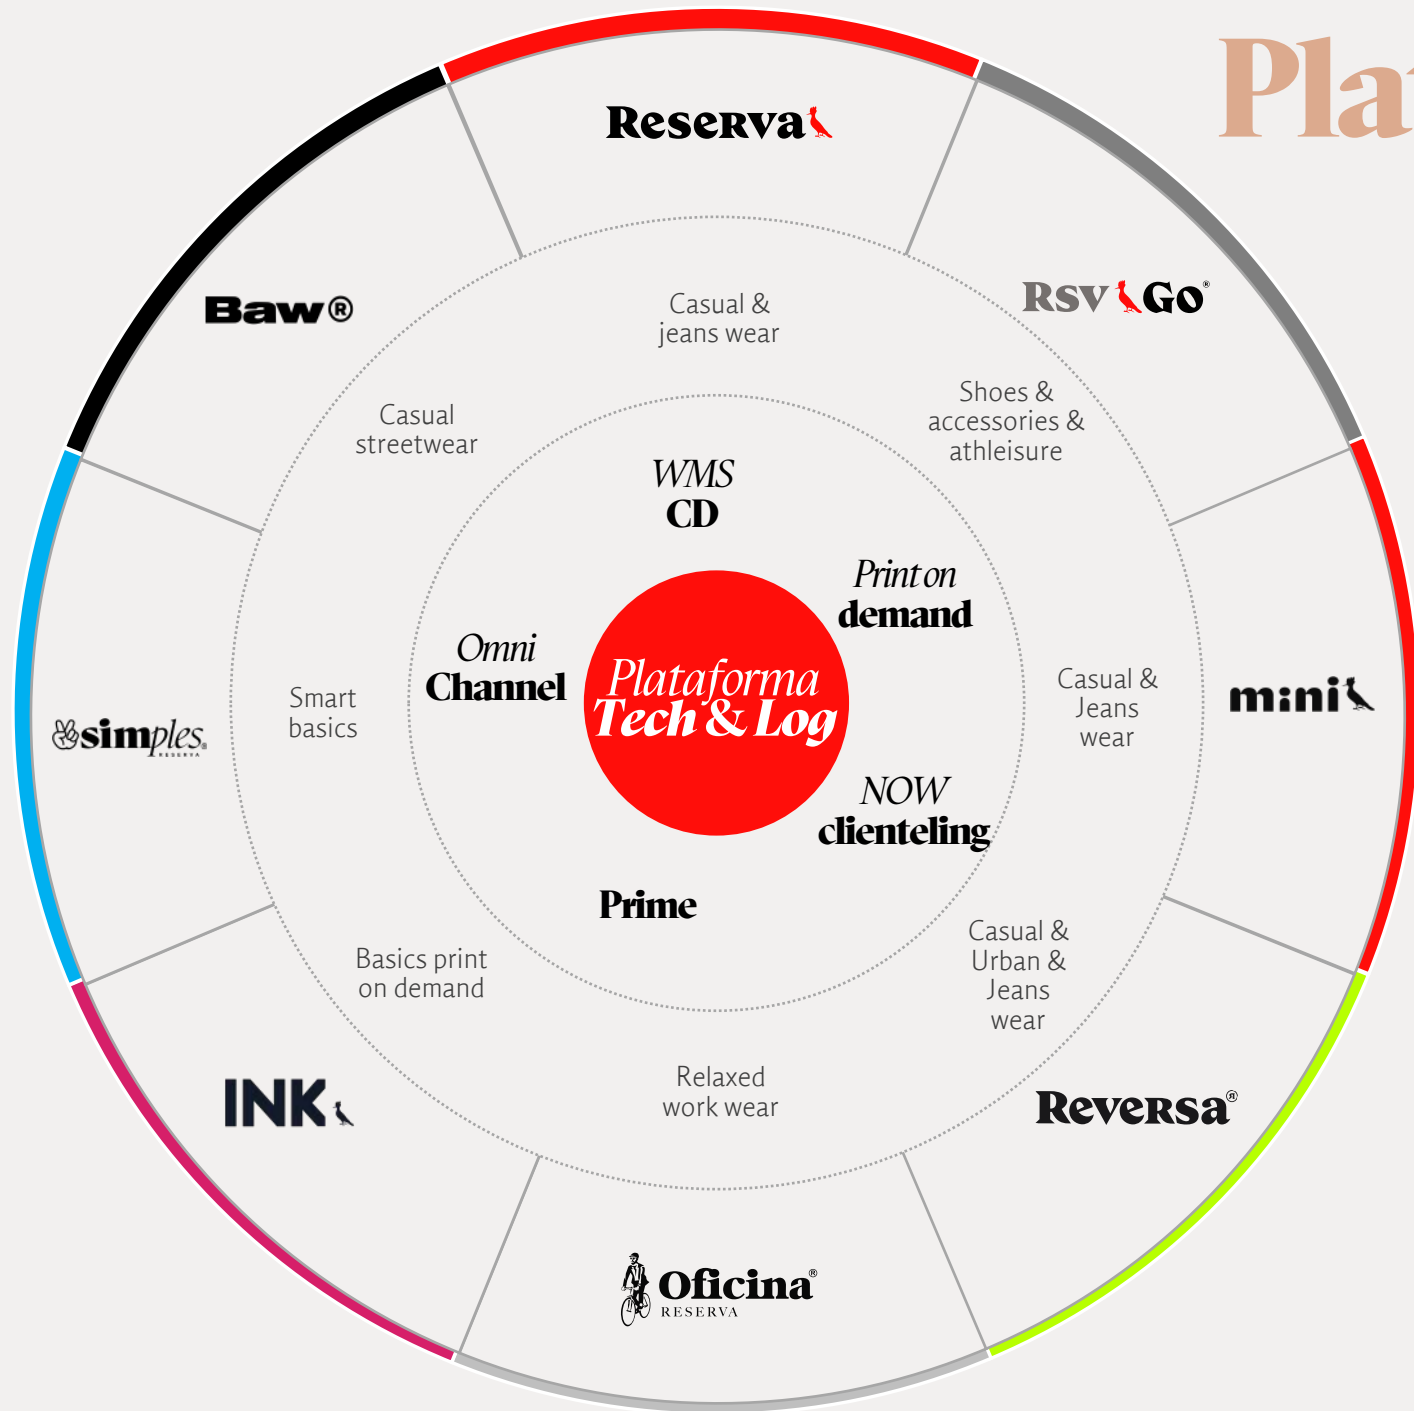 Plat
Reserva
Rsv Go®
Baw®
Casual &
jeans wear
Shoes &
accessories &
athleisure
Casual
streetwear
WMS
CD
Print on
demand
Omni
Channel
Plataforma
Tech & Log
Smart
basics
simples®
RESERVA
Casual &
Jeans
wear
mini
NOW
clienteling
Prime
Casual &
Urban &
Jeans
wear
Basics print
on demand
Relaxed
work wear
INK
Reversa®
Oficina®
RESERVA